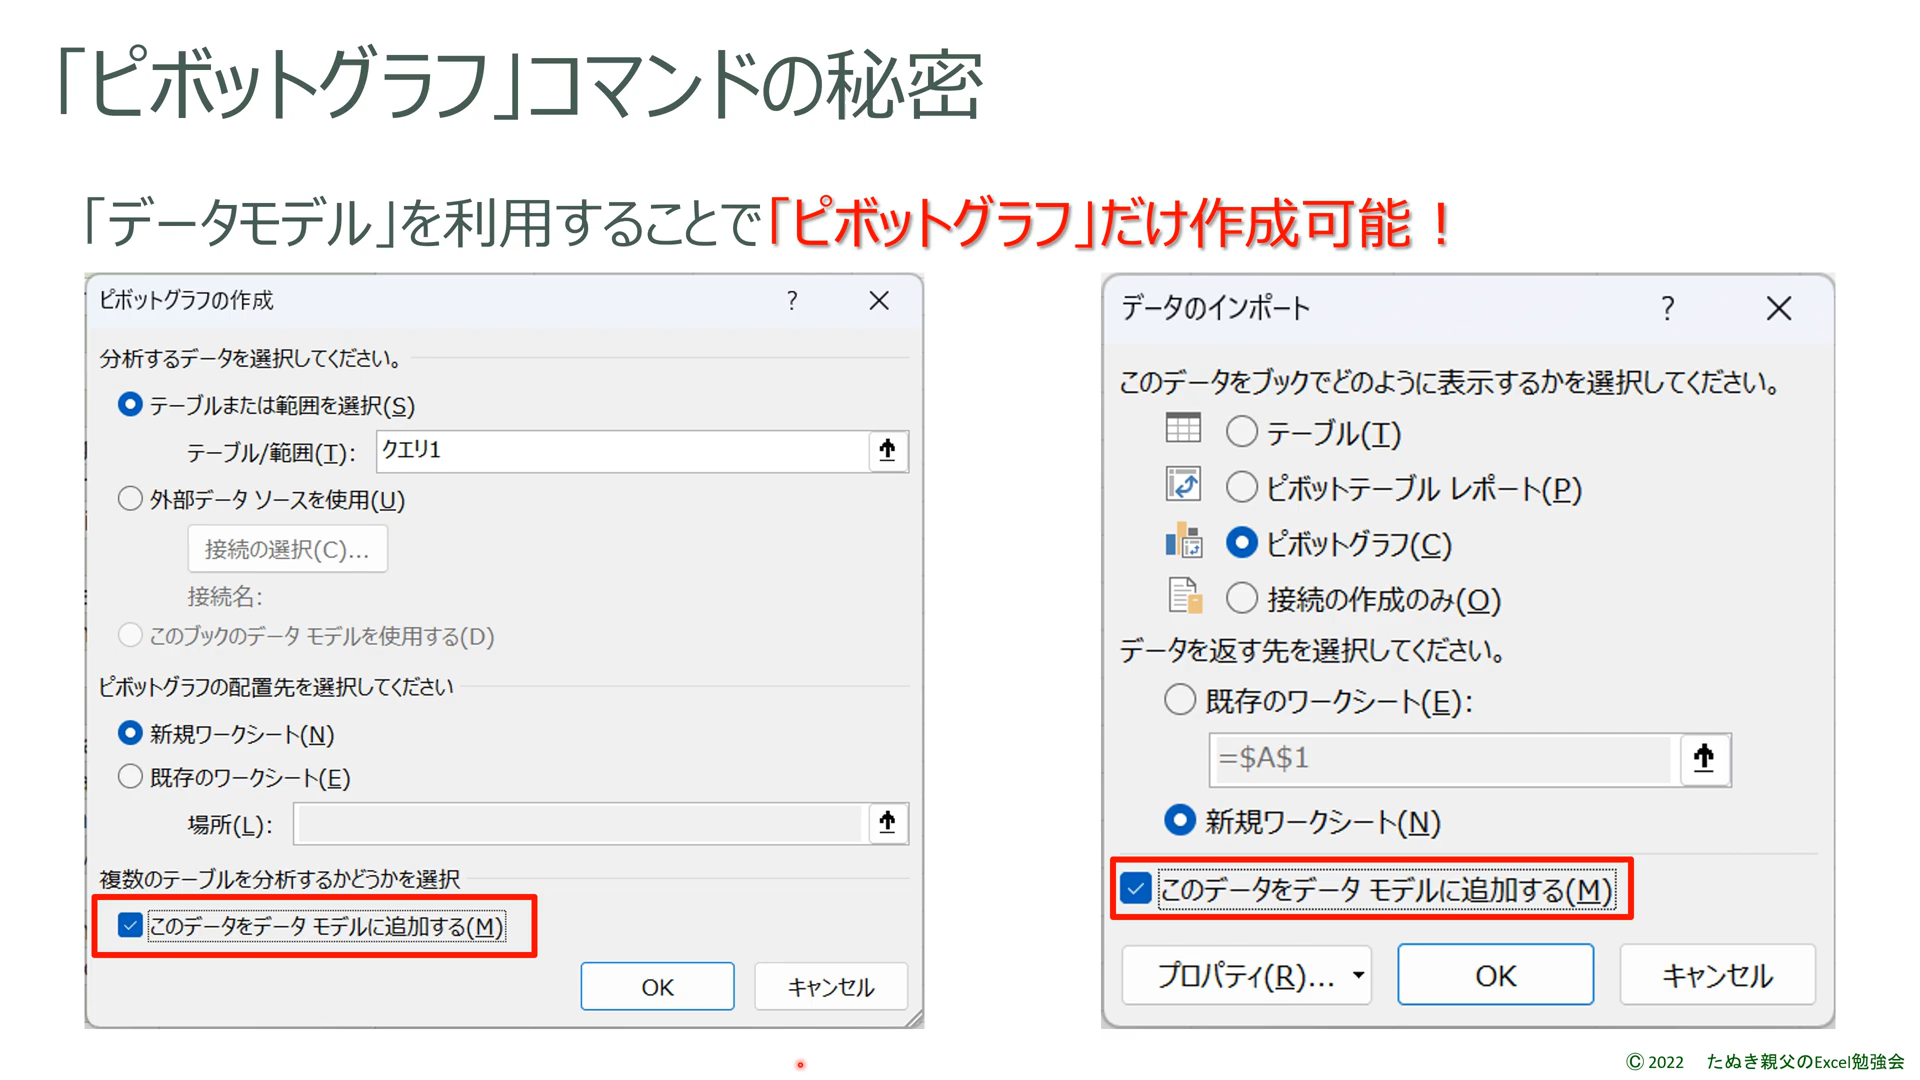 「ピボットグラフ」コマンドの秘密
「データモデル」を利用することで「ピボットグラフ」だけ作成可能！
ピボットグラフの作成
?
分析するデータを選択してください。
テーブルまたは範囲を選択(S)
テーブル/範囲(T):
クエリ1
外部データ ソースを使用(U)
接続の選択(C)...
接続名:
このブックのデータ モデルを使用する(D)
ピボットグラフの配置先を選択してください
新規ワークシート(N)
既存のワークシート(E)
場所(L):
複数のテーブルを分析するかどうかを選択
このデータをデータ モデルに追加する(M)
OK
キャンセル
データのインポート
?
このデータをブックでどのように表示するかを選択してください。
テーブル(T)
ピボットテーブル レポート(P)
ピボットグラフ(C)
接続の作成のみ(O)
データを返す先を選択してください。
既存のワークシート(E):
=$A$1
新規ワークシート(N)
このデータをデータ モデルに追加する(M)
プロパティ(R)...
OK
キャンセル
© 2022 たぬき親父のExcel勉強会